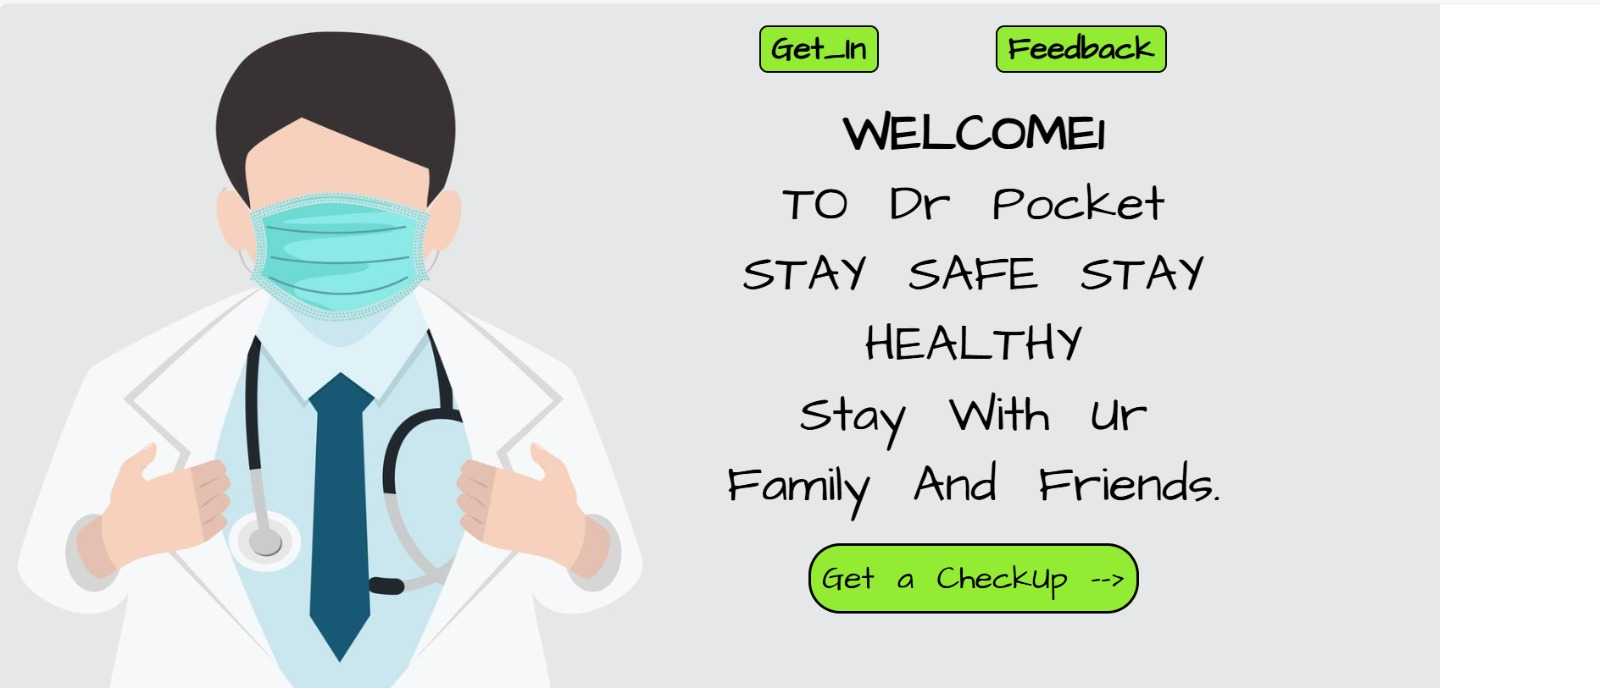 Get_In Feedback
WELCOME!
TO Dr Pocket
STAY SAFE STAY
HEALTHY
Stay With Ur
Family And Friends.
Get a CheckUp -->